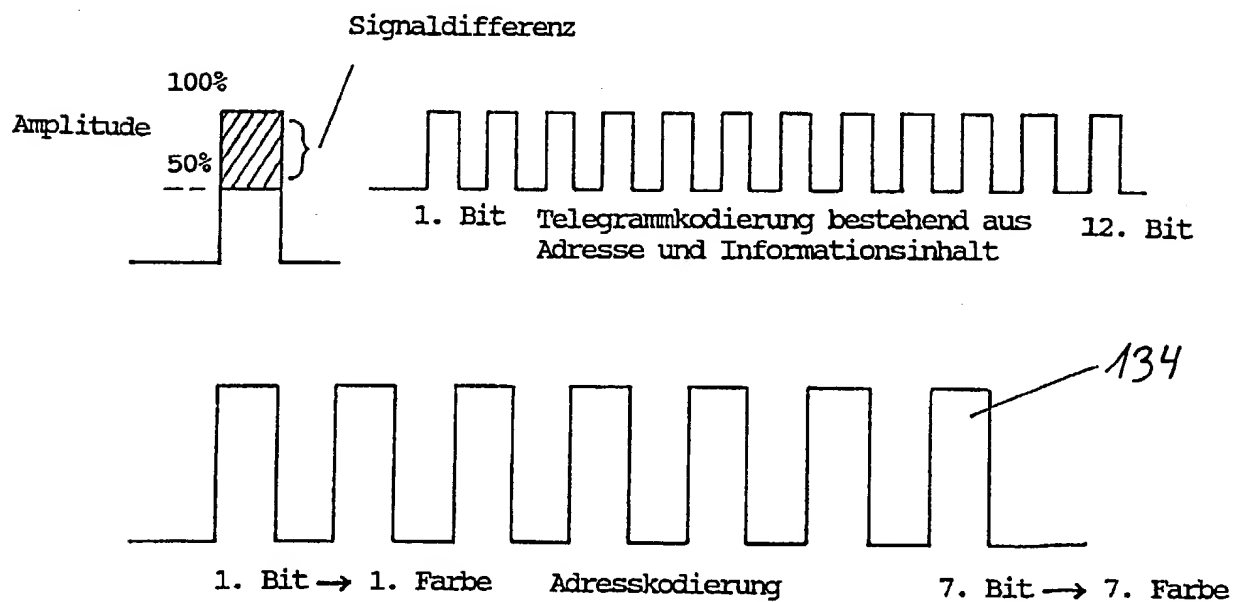 Signaldifferenz
100%
Amplitude
50%
1. Bit Telegrammkodierung bestehend aus 12. Bit
Adresse und Informationsinhalt
134
1. Bit → 1. Farbe Adresskodierung 7. Bit → 7. Farbe